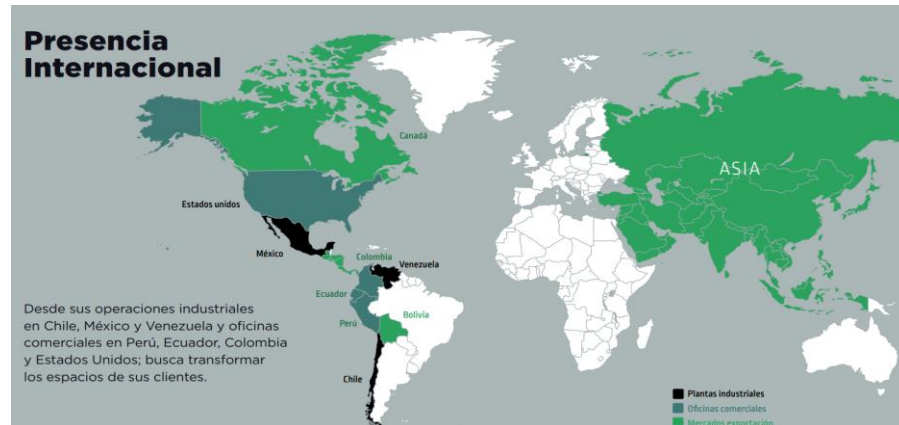 Presencia
Internacional
Canadá
ASIA
Estados unidos
México
Colombia
Venezuela
Ecuador
Bolivia
Perú
Desde sus operaciones industriales
en Chile, México y Venezuela y oficinas
comerciales en Perú, Ecuador, Colombia
y Estados Unidos; busca transformar
los espacios de sus clientes.
Chile
Plantas industriales
Oficinas comerciales
Mercados exportación